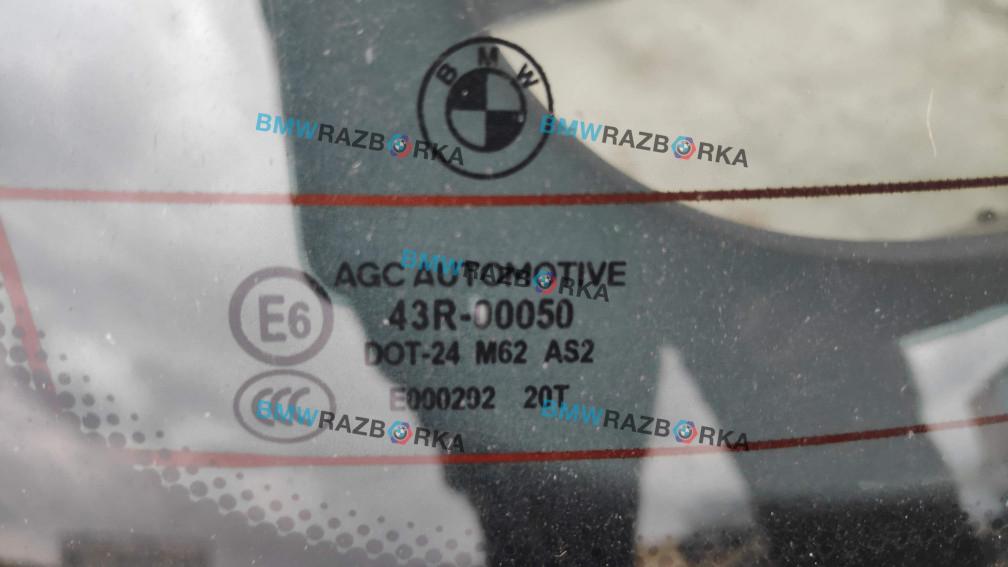 BMW
BMWRAZBORKA
BMWRAZBORKA
AGC AUTOMOTIVE
BMWRAZBORKA
E6
43R-00050
DOT-24 M62 AS2
CCC
E000202 20T
BMWRAZBORKA
BMWRAZBORKA